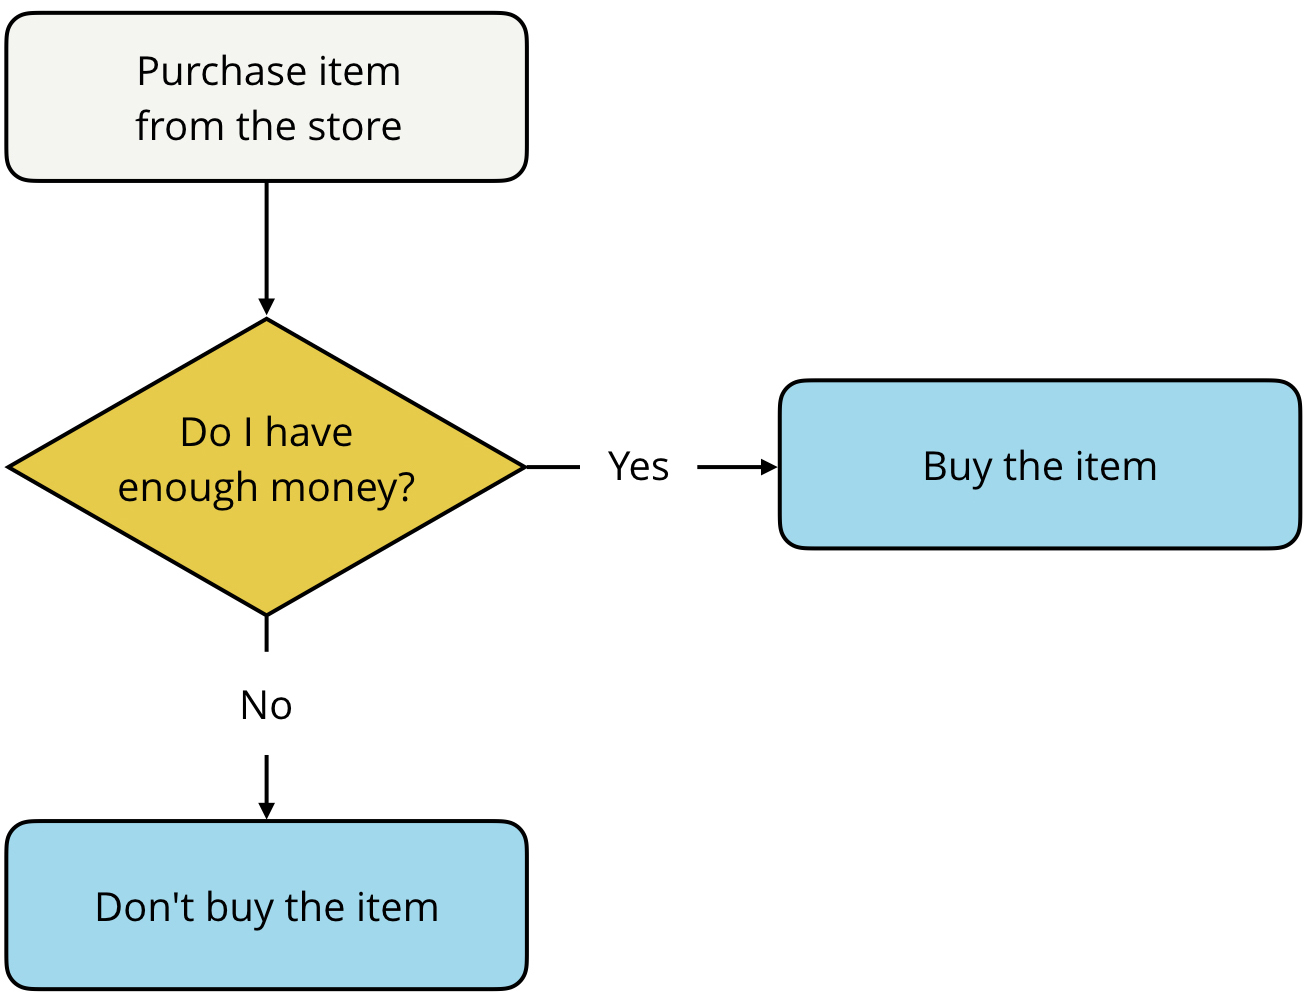 Purchase item
from the store
Do I have
enough money?
Yes
Buy the item
No
Don't buy the item